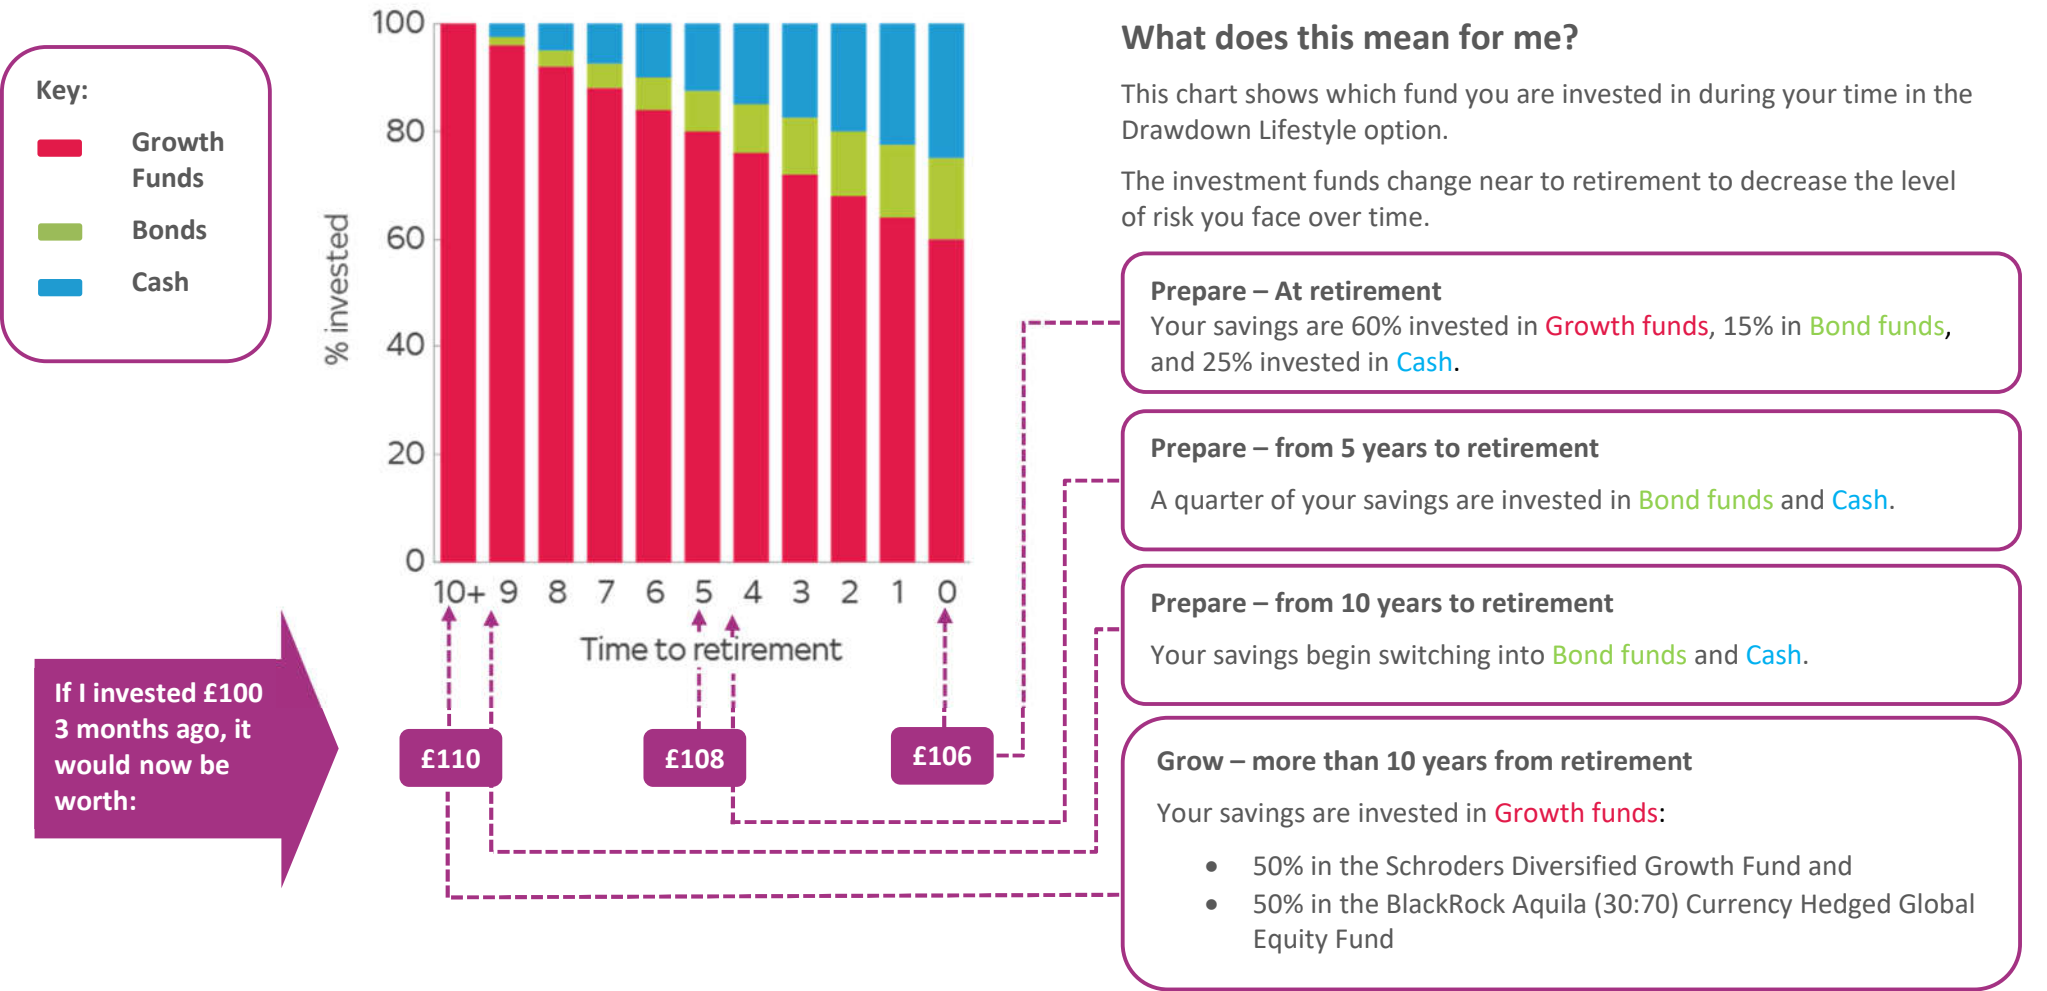 Key:
Growth
Funds
Bonds
Cash
% invested
100
80
60
40
20
0
10+ 9 8 7 6 5 4 3 2 1 0
Time to retirement
If I invested £100
3 months ago, it
would now be
worth:
£110
£108
£106
What does this mean for me?
This chart shows which fund you are invested in during your time in the
Drawdown Lifestyle option.
The investment funds change near to retirement to decrease the level
of risk you face over time.
Prepare – At retirement
Your savings are 60% invested in Growth funds, 15% in Bond funds,
and 25% invested in Cash.
Prepare – from 5 years to retirement
A quarter of your savings are invested in Bond funds and Cash.
Prepare – from 10 years to retirement
Your savings begin switching into Bond funds and Cash.
Grow – more than 10 years from retirement
Your savings are invested in Growth funds:
• 50% in the Schroders Diversified Growth Fund and
• 50% in the BlackRock Aquila (30:70) Currency Hedged Global
Equity Fund